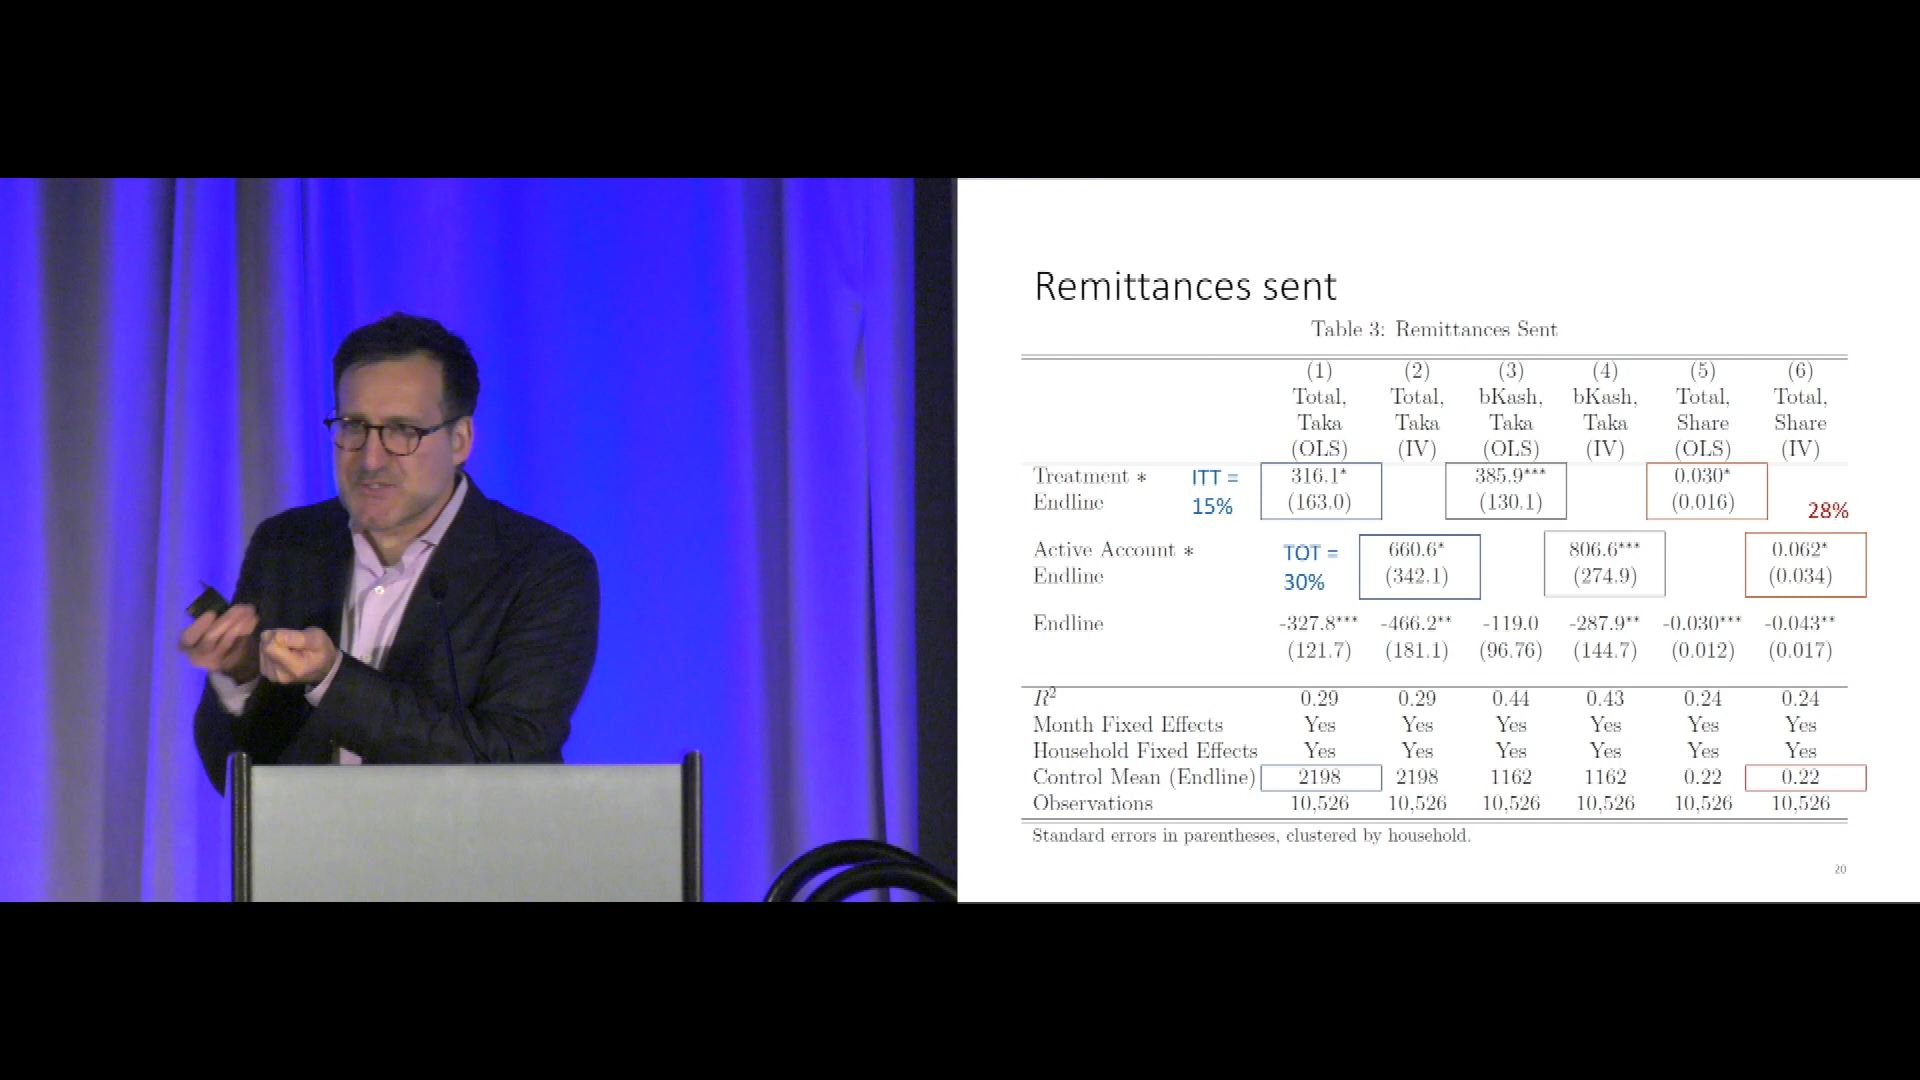 Remittances sent
Table 3: Remittances Sent
(1) (2) (3) (4) (5) (6)
Total, Total, bKash, bKash, Total, Total,
Taka Taka Taka Taka Share Share
(OLS) (IV) (OLS) (IV) (OLS) (IV)
Treatment * ITT = 316.1* 385.9*** 0.030*
Endline 15% (163.0) (130.1) (0.016) 28%
Active Account * TOT = 660.6* 806.6*** 0.062*
Endline 30% (342.1) (274.9) (0.034)
Endline -327.8*** -466.2** -119.0 -287.9** -0.030*** -0.043**
(121.7) (181.1) (96.76) (144.7) (0.012) (0.017)
R² 0.29 0.29 0.44 0.43 0.24 0.24
Month Fixed Effects Yes Yes Yes Yes Yes Yes
Household Fixed Effects Yes Yes Yes Yes Yes Yes
Control Mean (Endline) 2198 2198 1162 1162 0.22 0.22
Observations 10,526 10,526 10,526 10,526 10,526 10,526
Standard errors in parentheses, clustered by household.
20